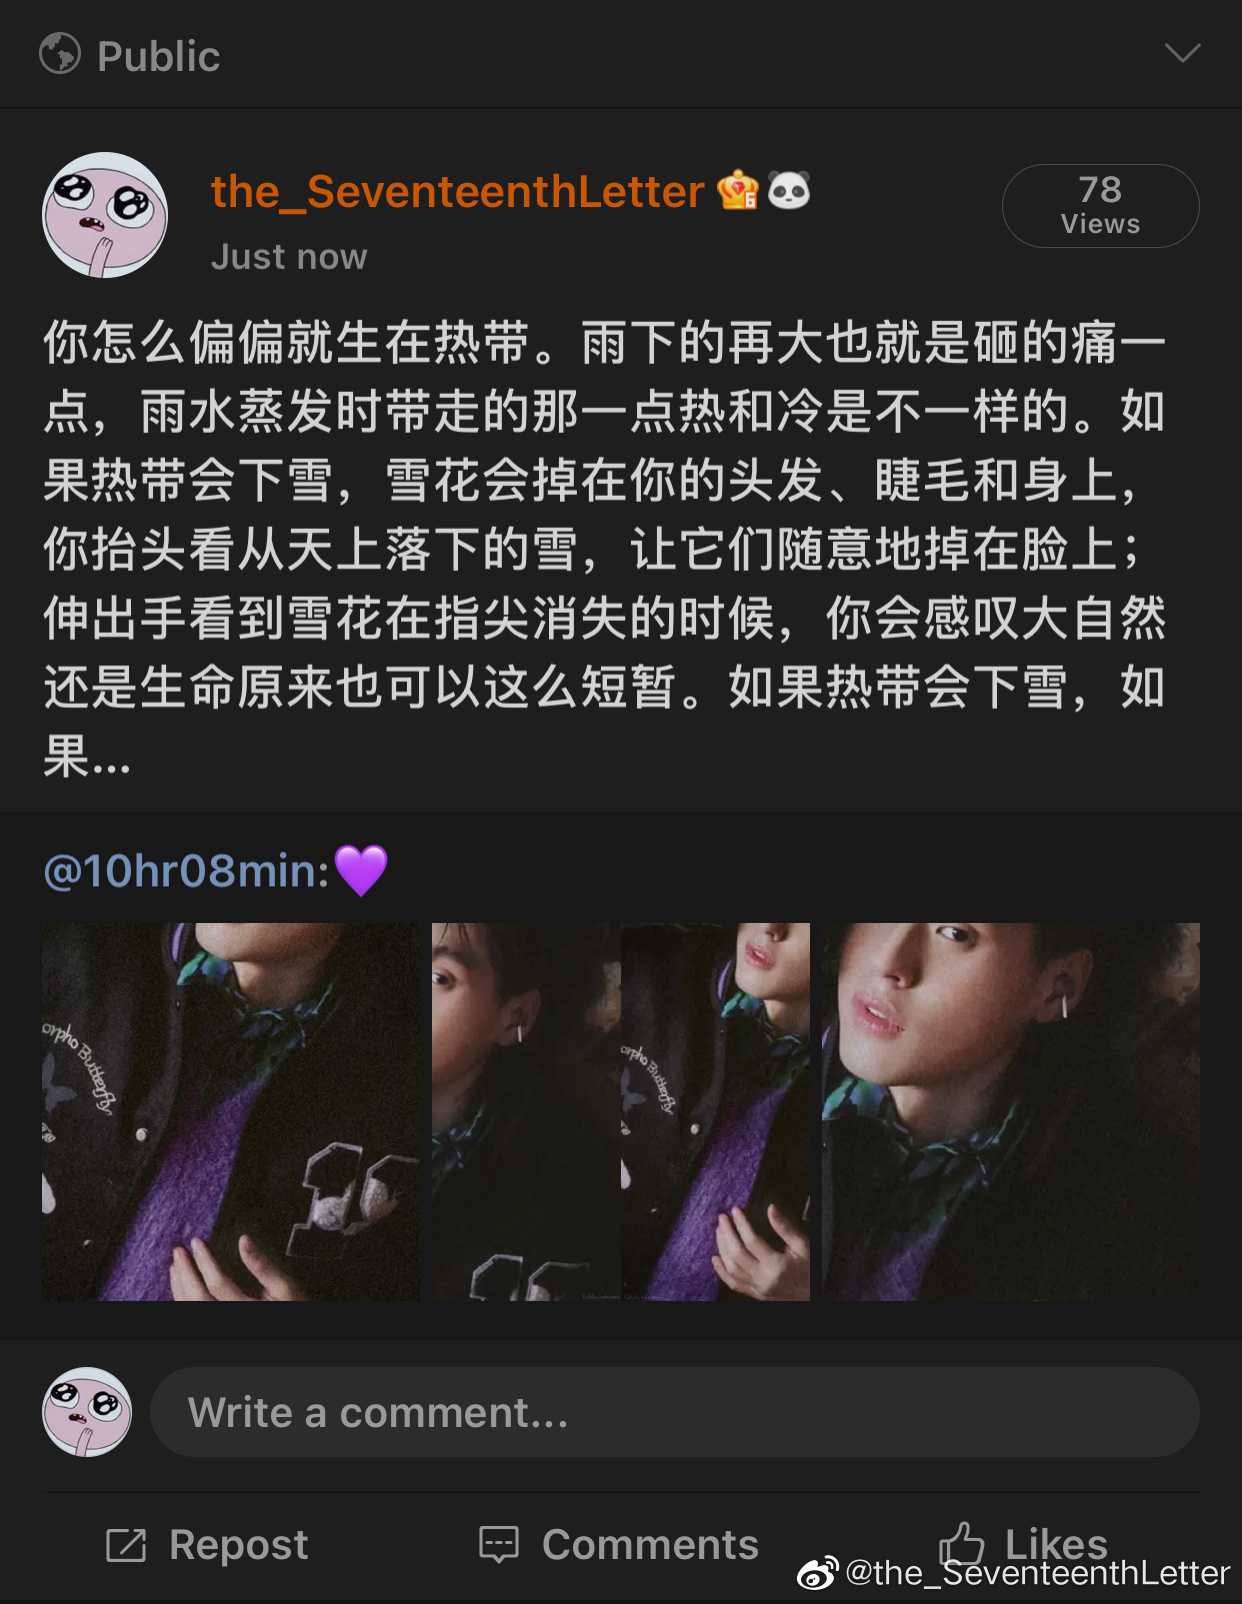 Public
the_SeventeenthLetter
78
Views
Just now
你怎么偏偏就生在热带。雨下的再大也就是砸的痛一
点，雨水蒸发时带走的那一点热和冷是不一样的。如
果热带会下雪，雪花会掉在你的头发、睫毛和身上，
你抬头看从天上落下的雪，让它们随意地掉在脸上；
伸出手看到雪花在指尖消失的时候，你会感叹大自然
还是生命原来也可以这么短暂。如果热带会下雪，如
果...
@10hr08min:💜
orpho Butterfly
orpho Butterfly
Write a comment...
Repost
Comments
Likes
@the_SeventeenthLetter